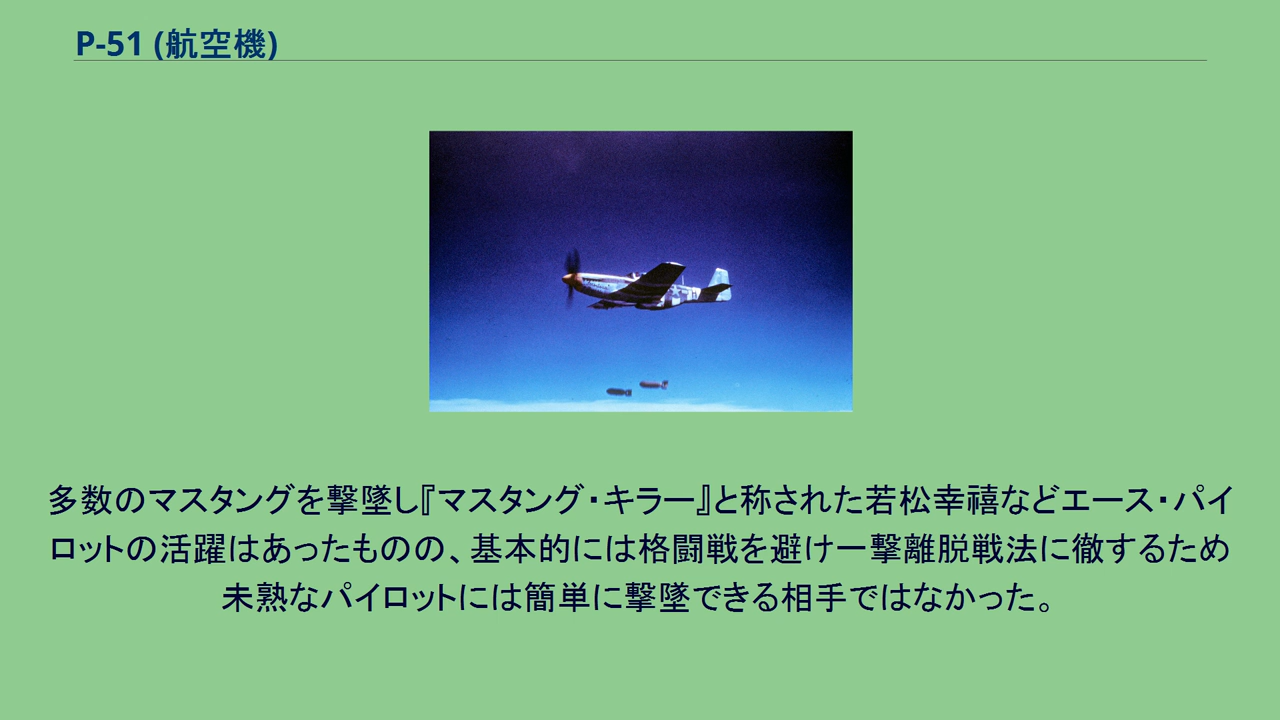 P-51 (航空機)
多数のマスタングを撃墜し『マスタング・キラー』と称された若松幸禧などエース・パイ
ロットの活躍はあったものの、基本的には格闘戦を避け一撃離脱戦法に徹するため
未熟なパイロットには簡単に撃墜できる相手ではなかった。